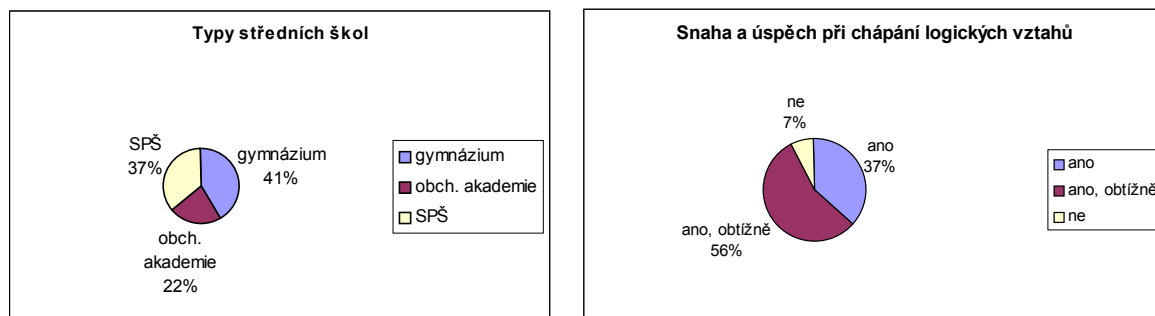 Typy středních škol
SPŠ
37%
gymnázium
41%
obch.
akademie
22%
gymnázium
obch. akademie
SPŠ
Snaha a úspěch při chápání logických vztahů
ne
7%
ano
37%
ano, obtížně
56%
ano
ano, obtížně
ne